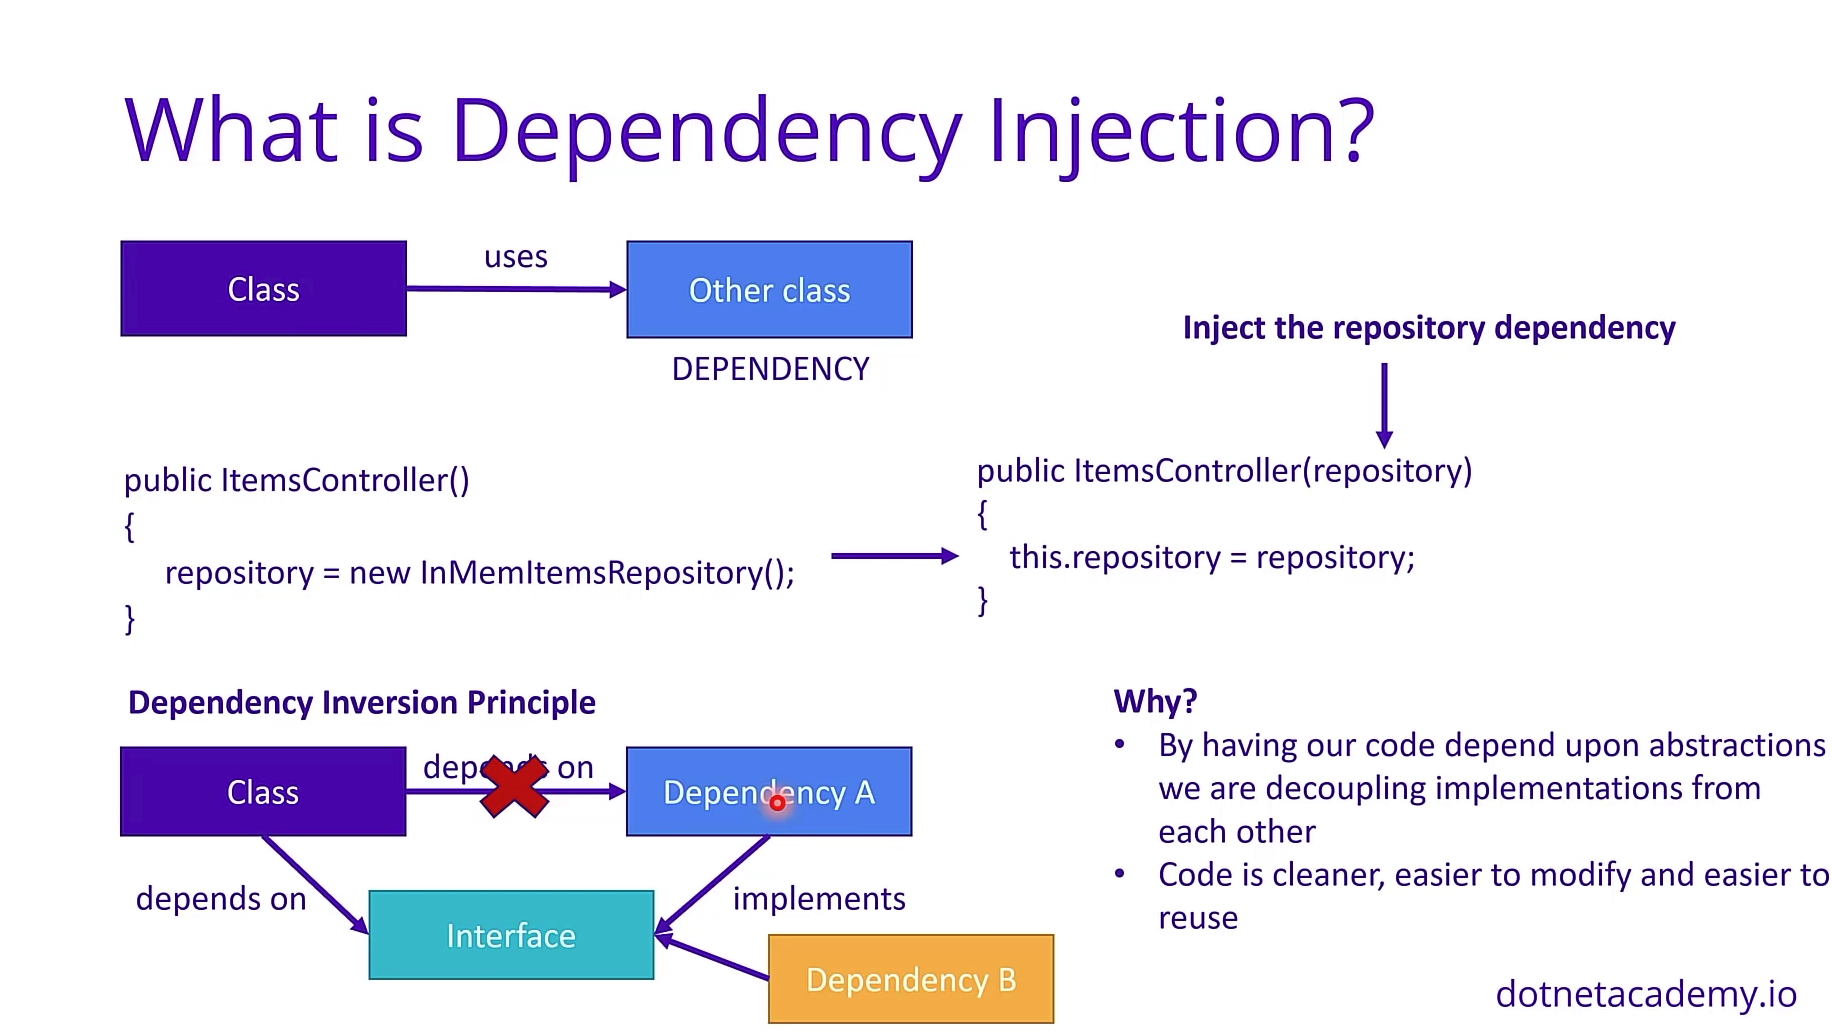 What is Dependency Injection?
Class
uses
Other class
DEPENDENCY
Inject the repository dependency
public ItemsController()
{
repository = new InMemItemsRepository();
}
public ItemsController(repository)
{
this.repository = repository;
}
Dependency Inversion Principle
Class
depends on
Dependency A
depends on
implements
Interface
Dependency B
Why?
• By having our code depend upon abstractions
we are decoupling implementations from
each other
• Code is cleaner, easier to modify and easier to
reuse
dotnetacademy.io